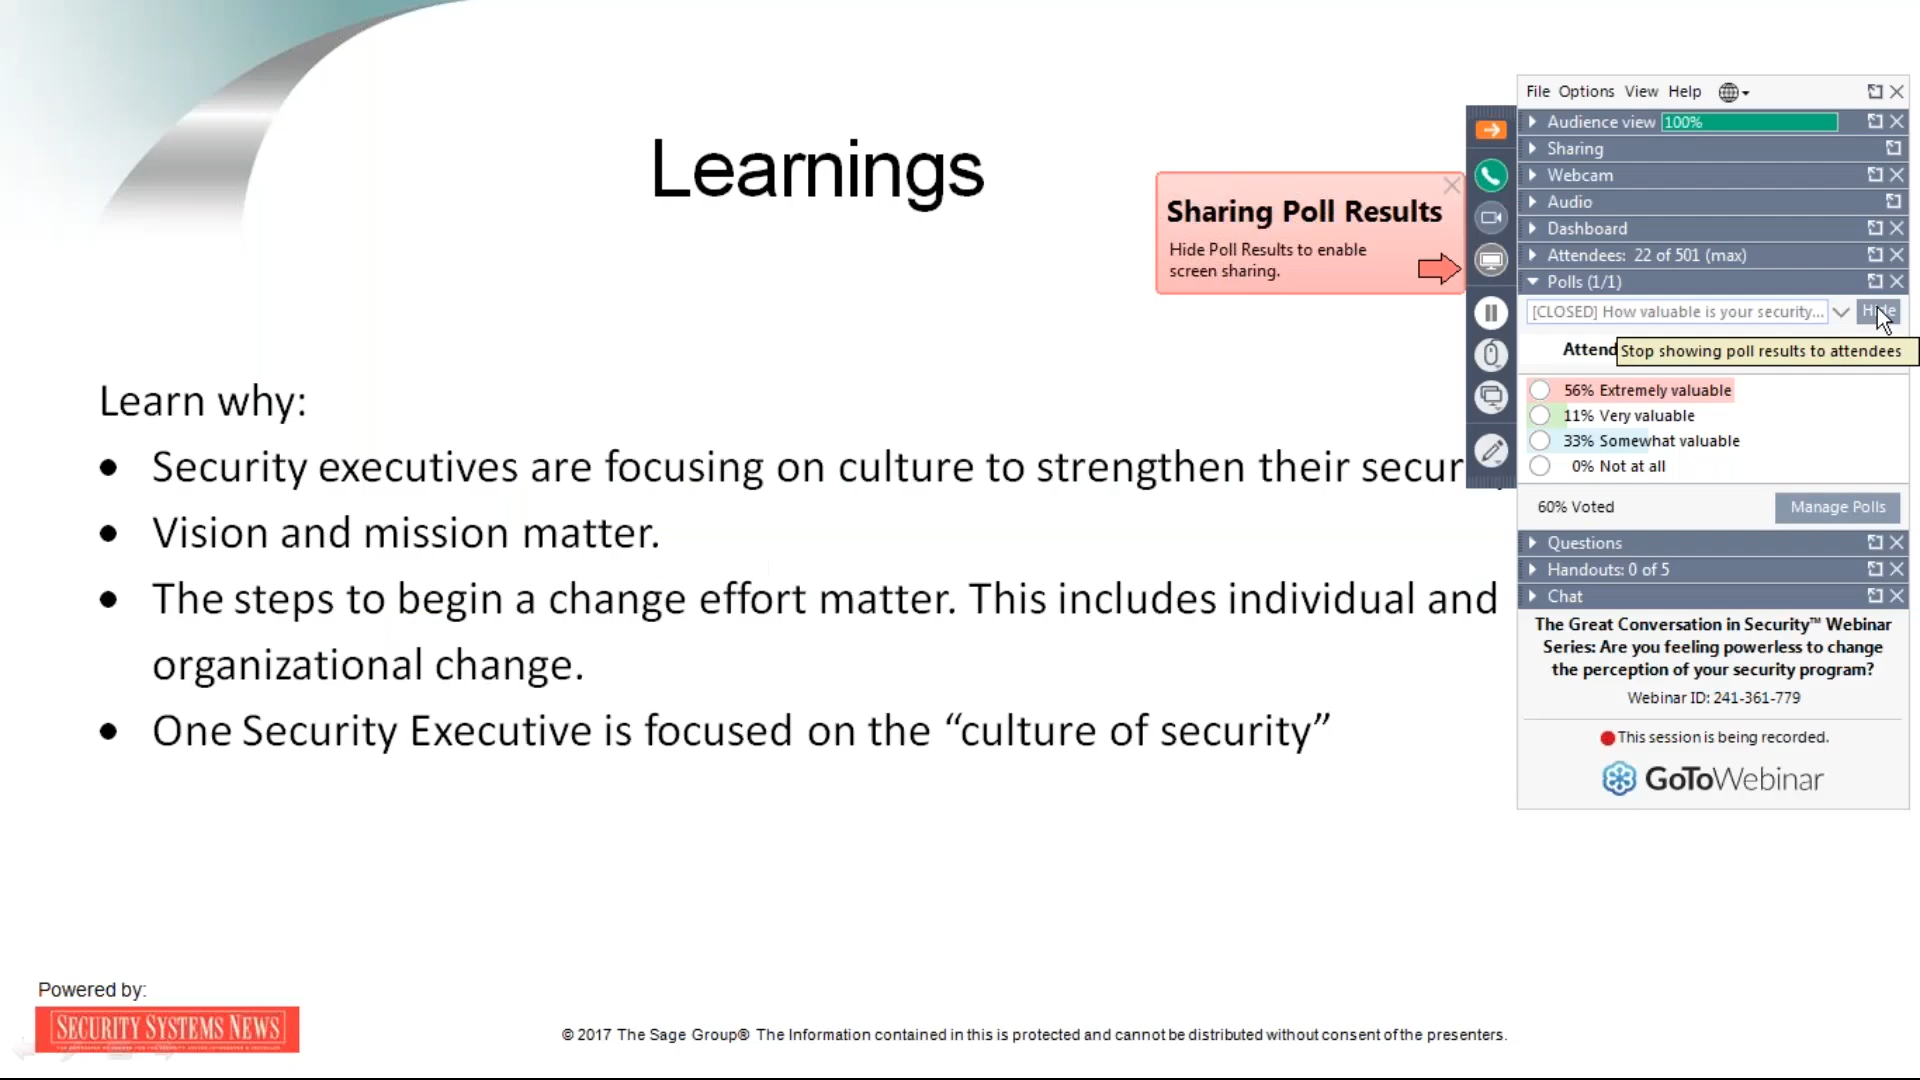 Learnings
Learn why:
• Security executives are focusing on culture to strengthen their secur
• Vision and mission matter.
• The steps to begin a change effort matter. This includes individual and
organizational change.
• One Security Executive is focused on the “culture of security”
Powered by:
SECURITY SYSTEMS NEWS
© 2017 The Sage Group® The Information contained in this is protected and cannot be distributed without consent of the presenters.
Sharing Poll Results
Hide Poll Results to enable
screen sharing.
File Options View Help
Audience view 100%
Sharing
Webcam
Audio
Dashboard
Attendees: 22 of 501 (max)
Polls (1/1)
[CLOSED] How valuable is your security... Hide
Attend
Stop showing poll results to attendees
56% Extremely valuable
11% Very valuable
33% Somewhat valuable
0% Not at all
60% Voted
Manage Polls
Questions
Handouts: 0 of 5
Chat
The Great Conversation in Security™ Webinar
Series: Are you feeling powerless to change
the perception of your security program?
Webinar ID: 241-361-779
This session is being recorded.
GoToWebinar